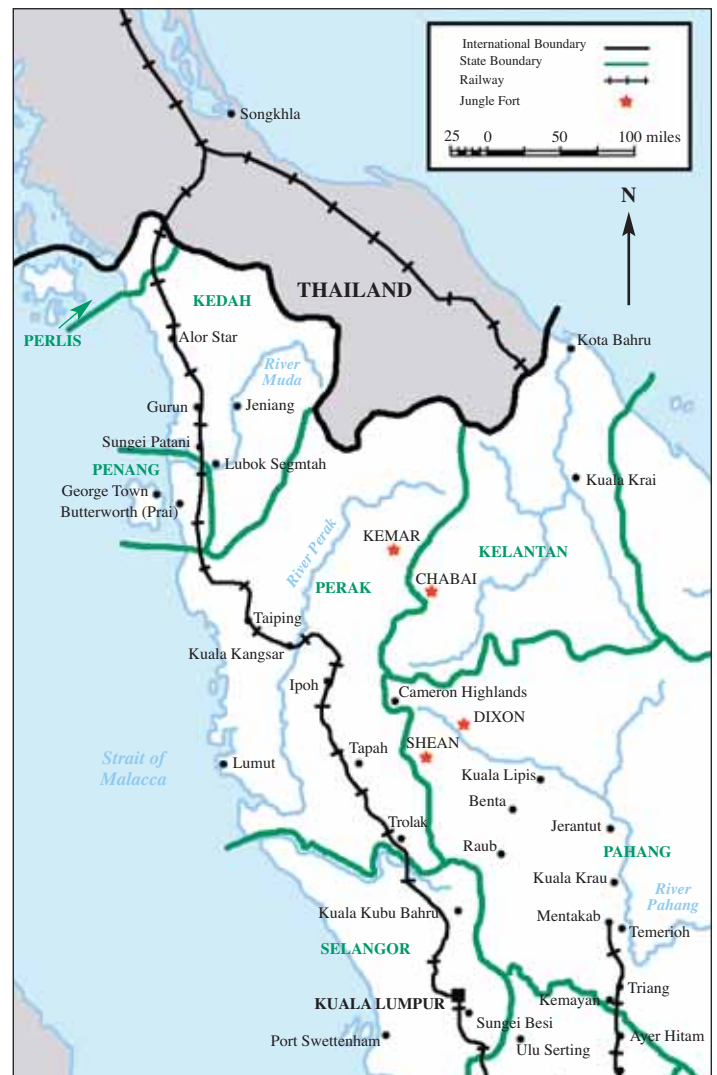 International Boundary
State Boundary
Railway
Jungle Fort
25 0 50 100 miles
N
Songkhla
THAILAND
KEDAH
PERLIS
Alor Star
Kota Bahru
River
Muda
Gurun
Jeniang
Sungei Patani
PENANG
Lubok Segmtah
George Town
Butterworth (Prai)
Kuala Krai
River Perak
KEMAR
KELANTAN
PERAK
CHABAI
Taiping
Kuala Kangsar
Ipoh
Cameron Highlands
DIXON
SHEAN
Strait of
Malacca
Lumut
Tapah
Kuala Lipis
Benta
Trolak
Jerantut
Raub
PAHANG
Kuala Krau
River
Pahang
Kuala Kubu Bahru
Mentakab
Temerioh
SELANGOR
Triang
KUALA LUMPUR
Kemayan
Sungei Besi
Port Swettenham
Ulu Serting
Ayer Hitam